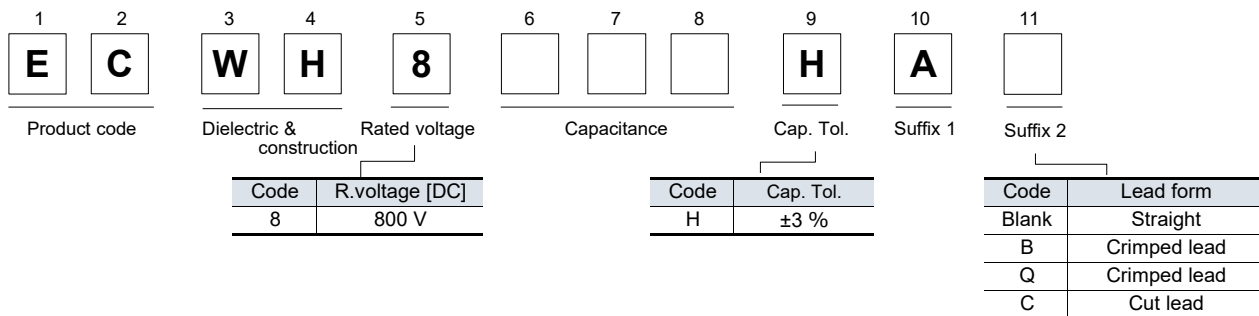 1 2 3 4 5 6 7 8 9 10 11
E C W H 8 H A
Product code Dielectric & construction Rated voltage Capacitance Cap. Tol. Suffix 1 Suffix 2
Code R.voltage [DC]
8 800 V
Code Cap. Tol.
H ±3 %
Code Lead form
Blank Straight
B Crimped lead
Q Crimped lead
C Cut lead